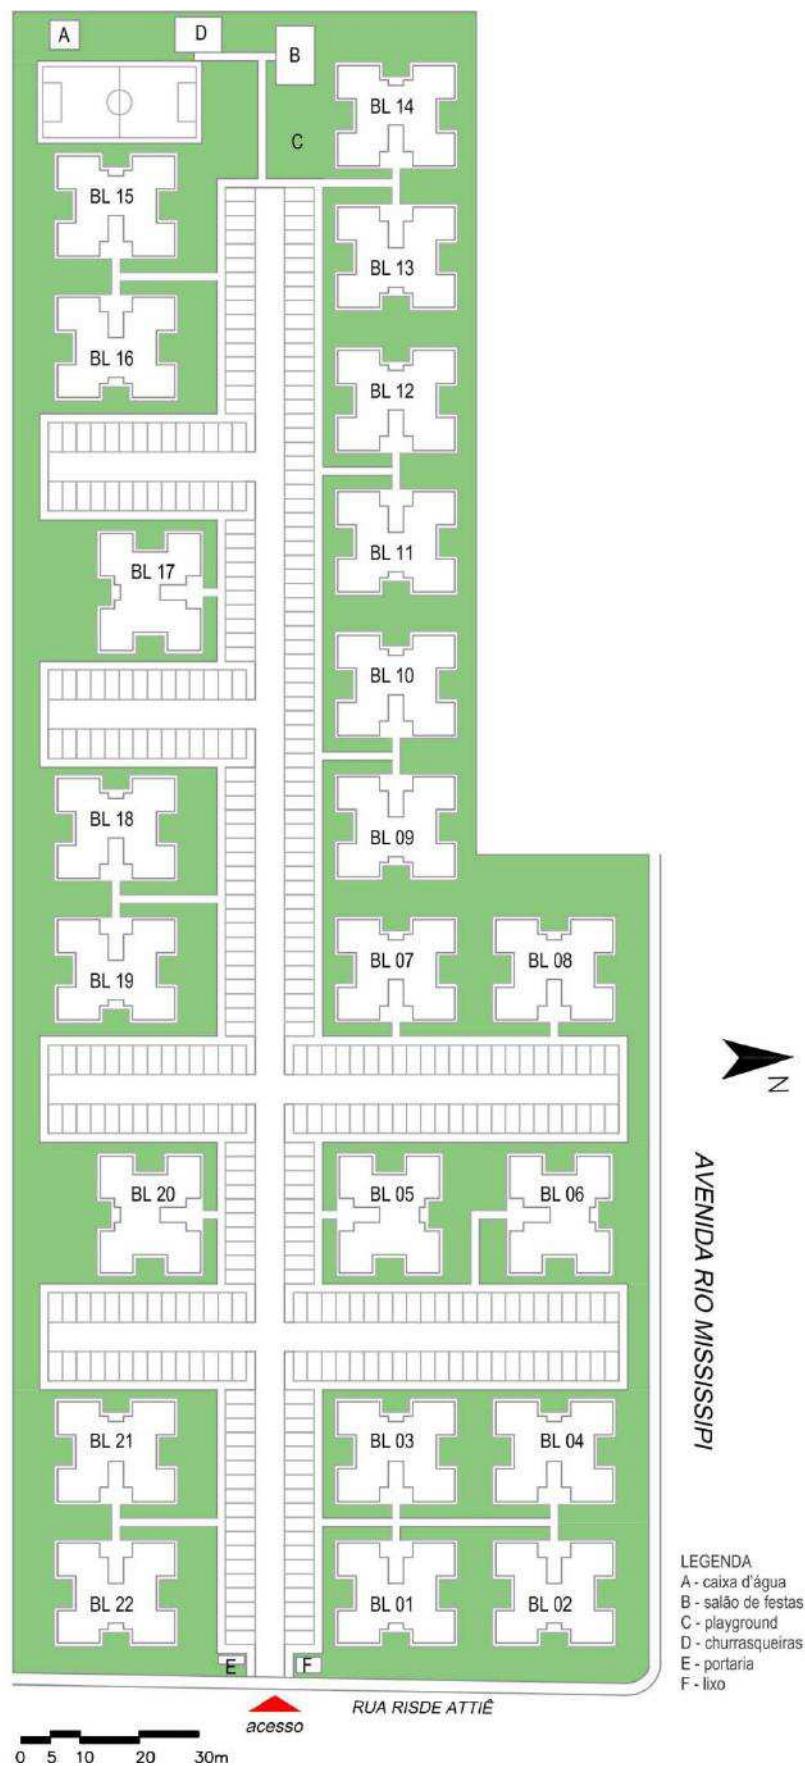 A
D
B
BL 14
C
BL 15
BL 13
BL 16
BL 12
BL 11
BL 17
BL 10
BL 18
BL 09
BL 19
BL 07
BL 08
N
BL 20
BL 05
BL 06
AVENIDA RIO MISSISSIPI
BL 21
BL 03
BL 04
BL 22
BL 01
BL 02
LEGENDA
A - caixa d'água
B - salão de festas
C - playground
D - churrasqueiras
E - portaria
F - lixo
E
F
RUA RISDE ATTIÊ
acesso
0 5 10 20 30m